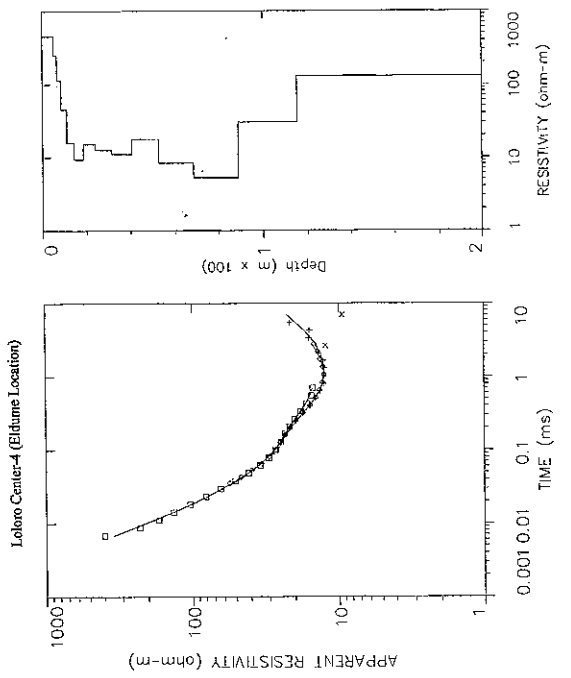 Loloro Center-4 (Eldume Location)
1000
100
10
1
APPARENT RESISTIVITY (ohm-m)
0.001 0.01 0.1 1 10
TIME (ms)
0
1
2
Depth (m x 100)
1 10 100 1000
RESISTIVITY (ohm-m)